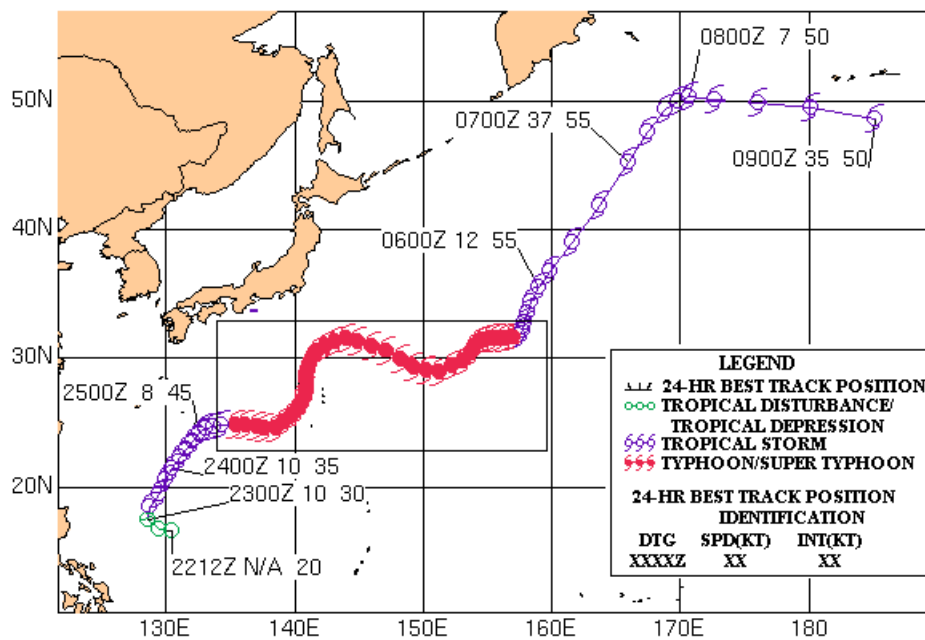 0800Z 7 50
50N
0700Z 37 55
0900Z 35 50
40N
0600Z 12 55
30N
2500Z 8 45
2400Z 10 35
20N
2300Z 10 30
2212Z N/A 20
LEGEND
24-HR BEST TRACK POSITION
TROPICAL DISTURBANCE/
TROPICAL DEPRESSION
TROPICAL STORM
TYPHOON/SUPER TYPHOON
24-HR BEST TRACK POSITION
IDENTIFICATION
DTG SPD(KT) INT(KT)
XXXXZ XX XX
130E 140E 150E 160E 170E 180E